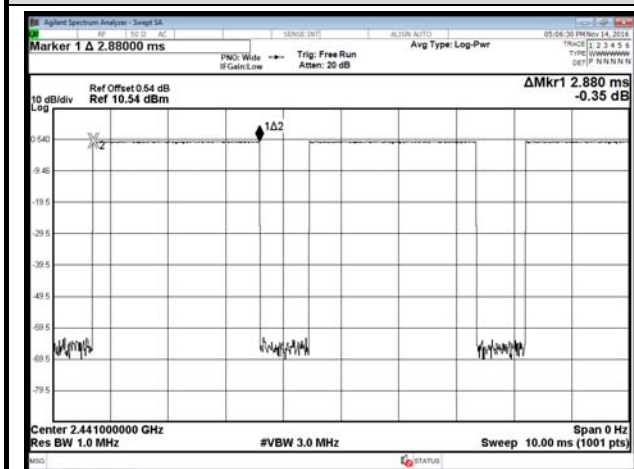 Agilent Spectrum Analyzer - Swept SA
RF 50 Ω AC SENSE:INT ALIGN AUTO 05:06:30 PM Nov 14, 2016
Marker 1 Δ 2.88000 ms
PNO: Wide Trig: Free Run Avg Type: Log-Pwr TRACE 1 2 3 4 5 6
IFGain:Low Atten: 20 dB TYPE WWWWWW
DET P N N N N N
Ref Offset 0.54 dB ΔMkr1 2.880 ms
10 dB/div Ref 10.54 dBm -0.35 dB
Log
1Δ2
0.540
2
-9.46
-19.5
-29.5
-39.5
-49.5
-59.5
-69.5
-79.5
Center 2.441000000 GHz Span 0 Hz
Res BW 1.0 MHz #VBW 3.0 MHz Sweep 10.00 ms (1001 pts)
MSG STATUS